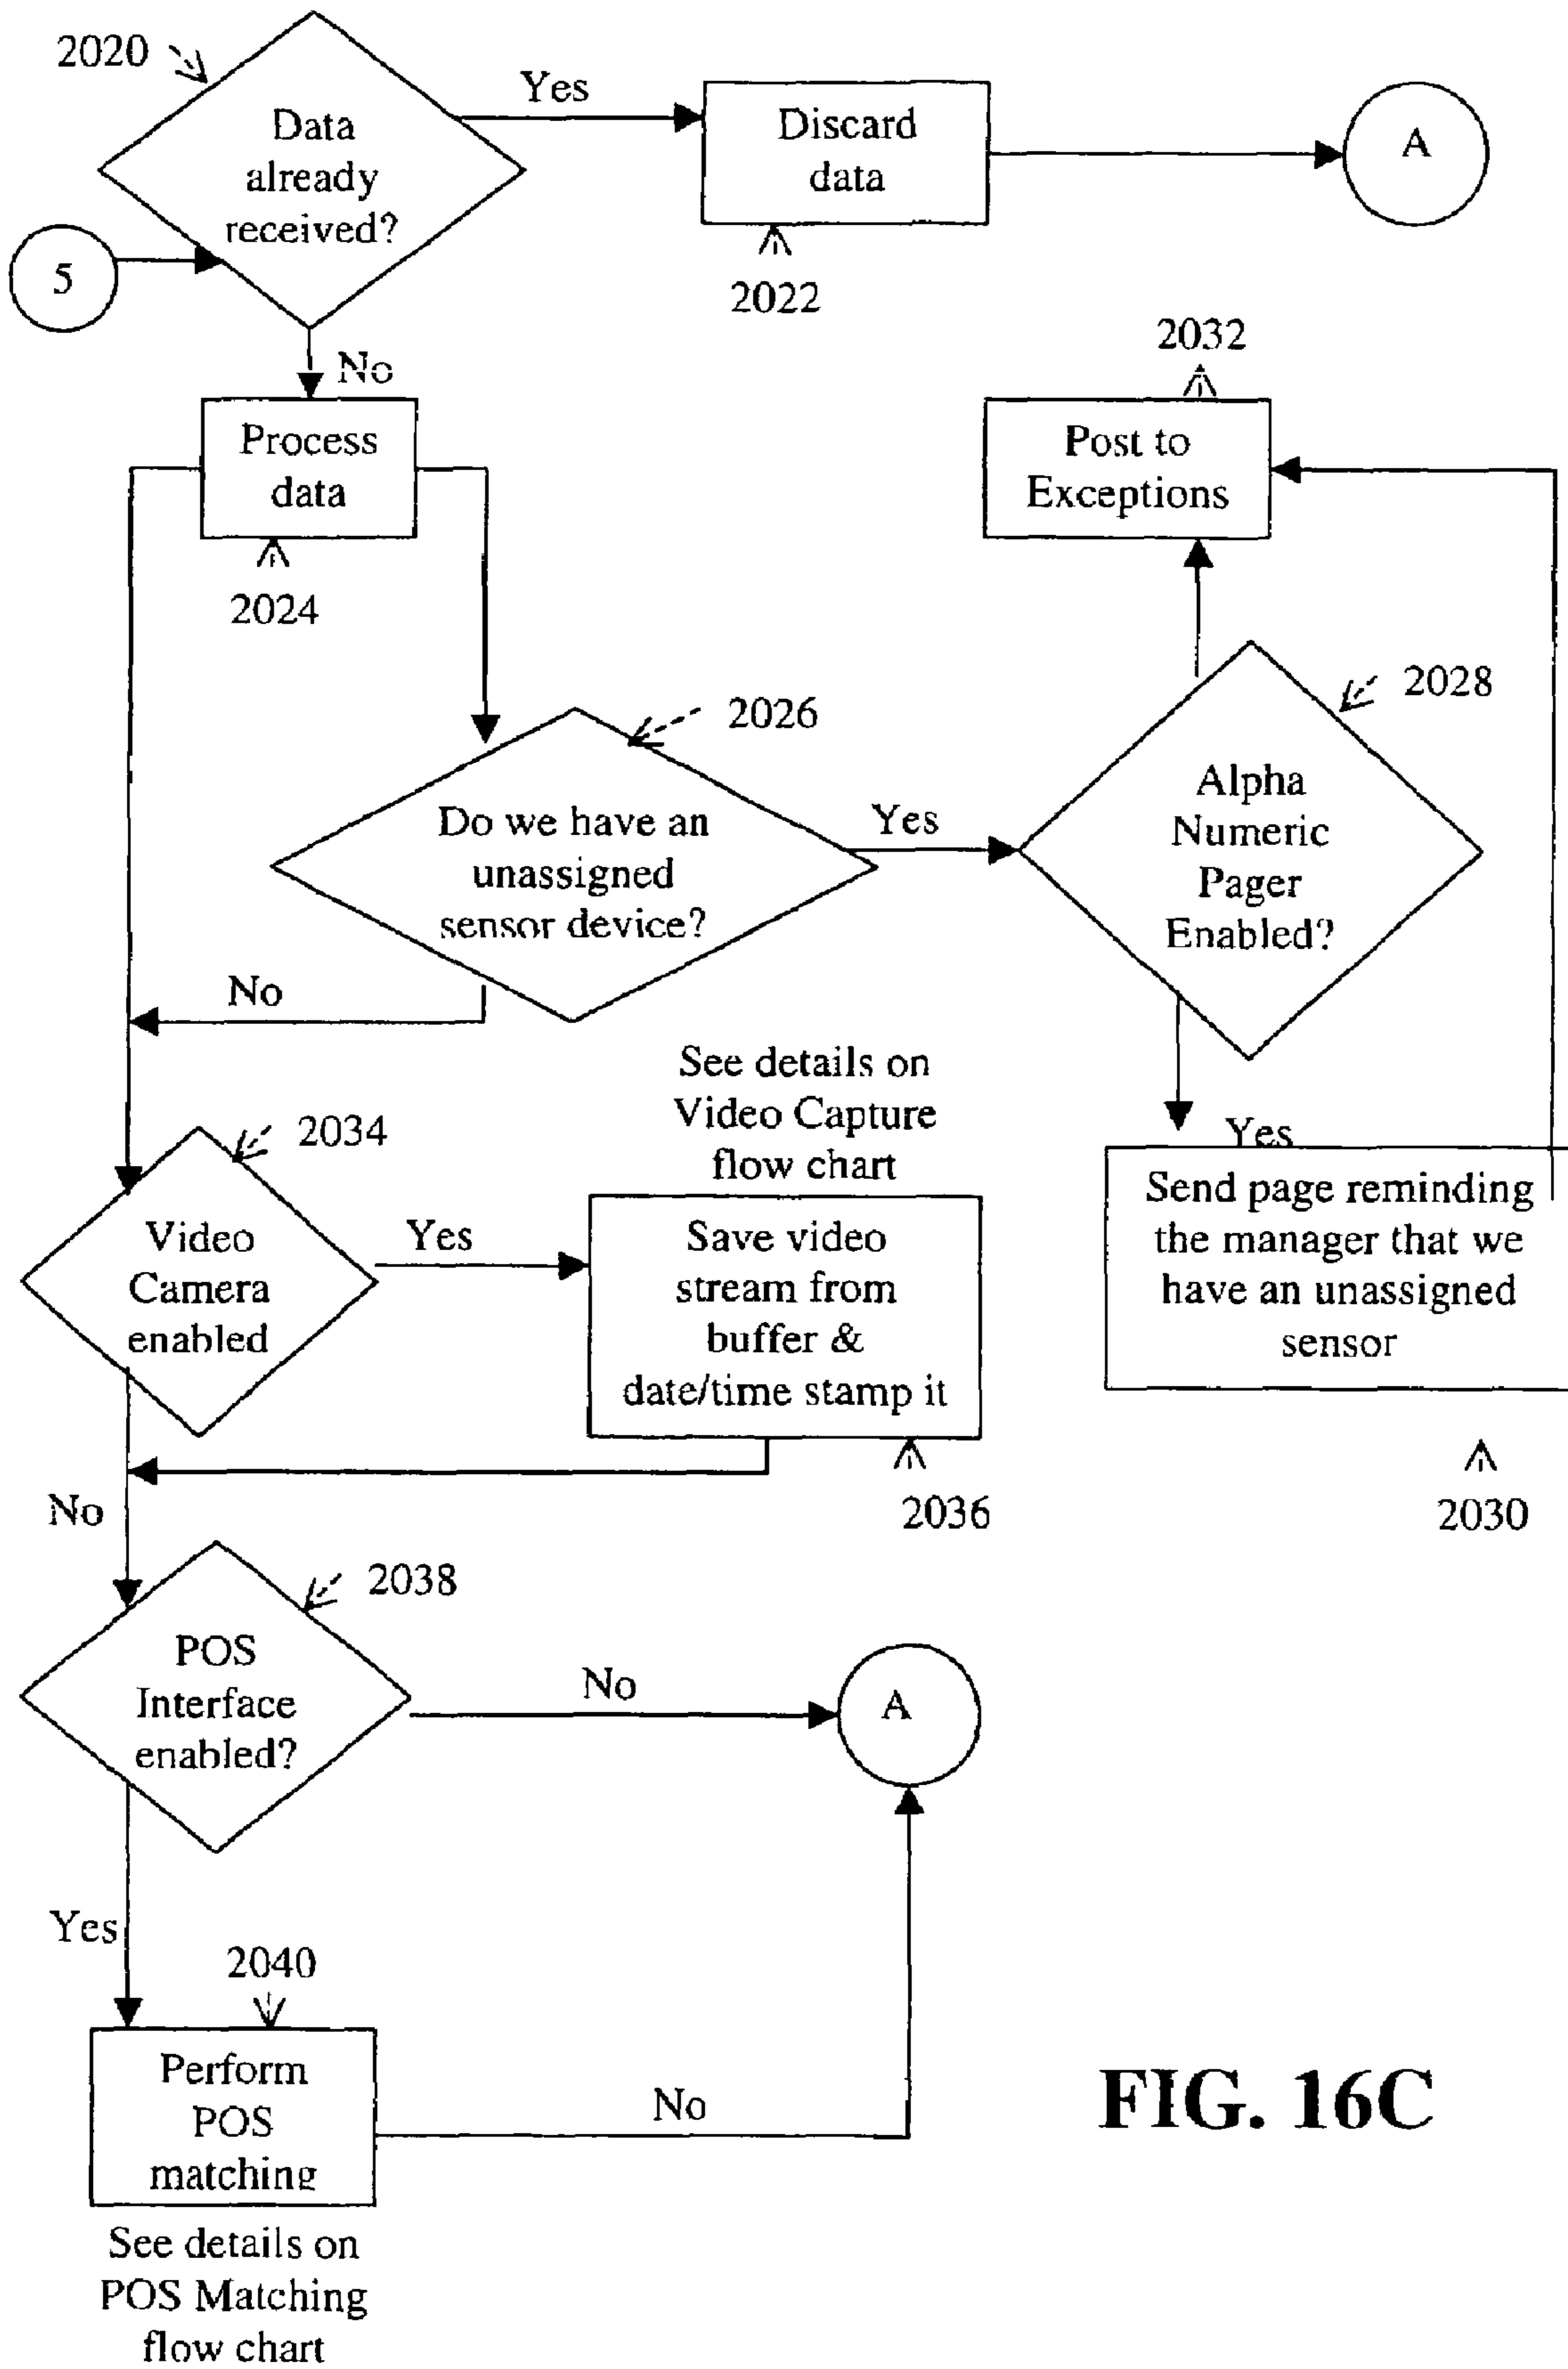 2020
Data
already
received?
Yes
Discard
data
A
2022
5
No
Process
data
2024
2032
Post to
Exceptions
2028
2026
Do we have an
unassigned
sensor device?
Yes
Alpha
Numeric
Pager
Enabled?
No
See details on
Video Capture
flow chart
2034
Video
Camera
enabled
Yes
Save video
stream from
buffer &
date/time stamp it
Yes
Send page reminding
the manager that we
have an unassigned
sensor
2036
2030
No
2038
POS
Interface
enabled?
No
A
Yes
2040
Perform
POS
matching
No
See details on
POS Matching
flow chart
FIG. 16C